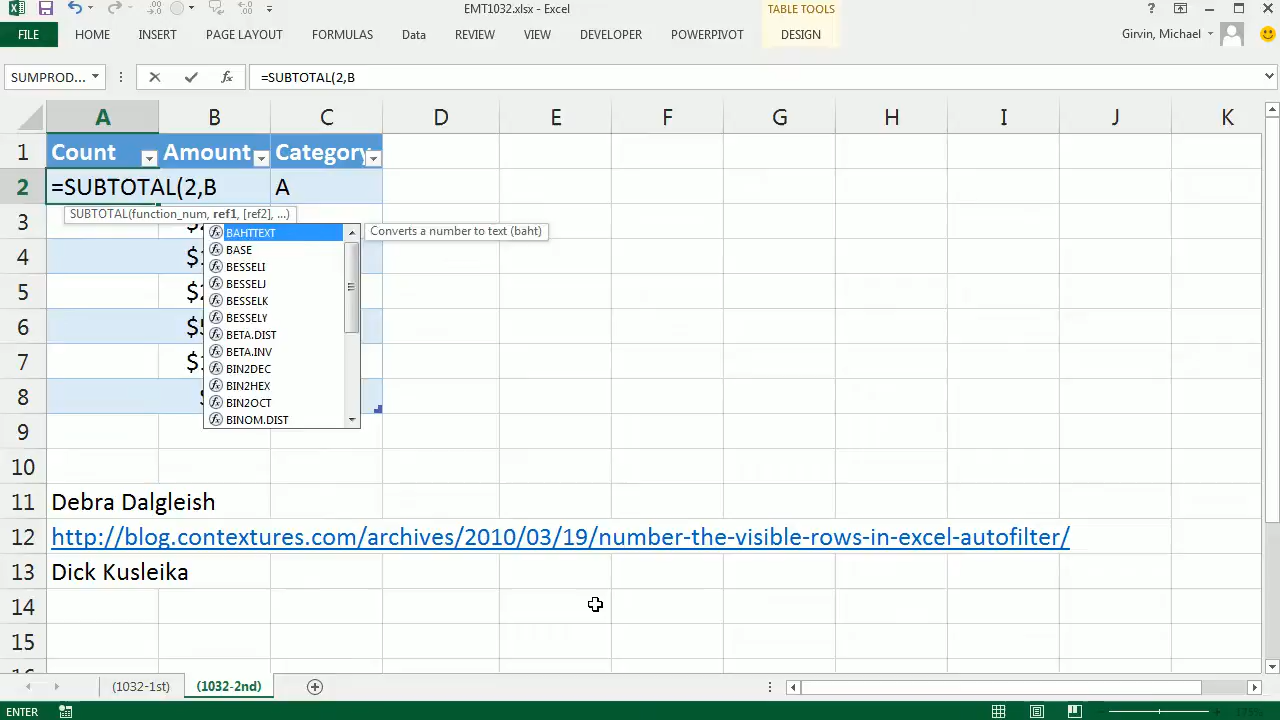 EMT1032.xlsx - Excel
TABLE TOOLS
?
FILE HOME INSERT PAGE LAYOUT FORMULAS Data REVIEW VIEW DEVELOPER POWERPIVOT DESIGN
Girvin, Michael
SUMPROD... fx =SUBTOTAL(2,B
A B C D E F G H I J K
1 Count Amount Category
2 =SUBTOTAL(2,B A
SUBTOTAL(function_num, ref1, [ref2], ...)
3
BAHTTEXT Converts a number to text (baht)
BASE
4
BESSELI
BESSELJ
5
BESSELK
BESSELY
6
BETA.DIST
BETA.INV
7
BIN2DEC
BIN2HEX
8
BIN2OCT
BINOM.DIST
9
10
11 Debra Dalgleish
12 http://blog.contextures.com/archives/2010/03/19/number-the-visible-rows-in-excel-autofilter/
13 Dick Kusleika
14
15
(1032-1st) (1032-2nd)
ENTER